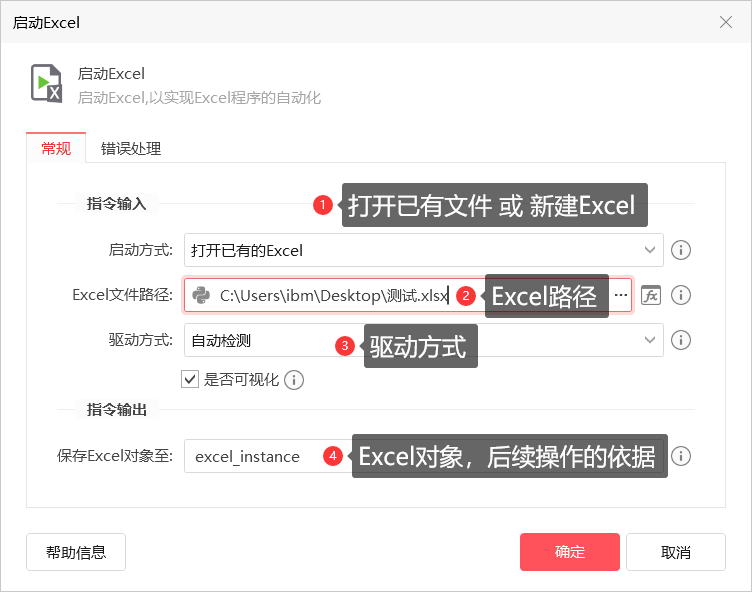 启动Excel
启动Excel
启动Excel,以实现Excel程序的自动化
常规 错误处理
指令输入 1 打开已有文件 或 新建Excel
启动方式: 打开已有的Excel
Excel文件路径: C:\Users\ibm\Desktop\测试.xlsx 2 Excel路径 ... fx
驱动方式: 自动检测 3 驱动方式
是否可视化
指令输出
保存Excel对象至: excel_instance 4 Excel对象，后续操作的依据
帮助信息 确定 取消